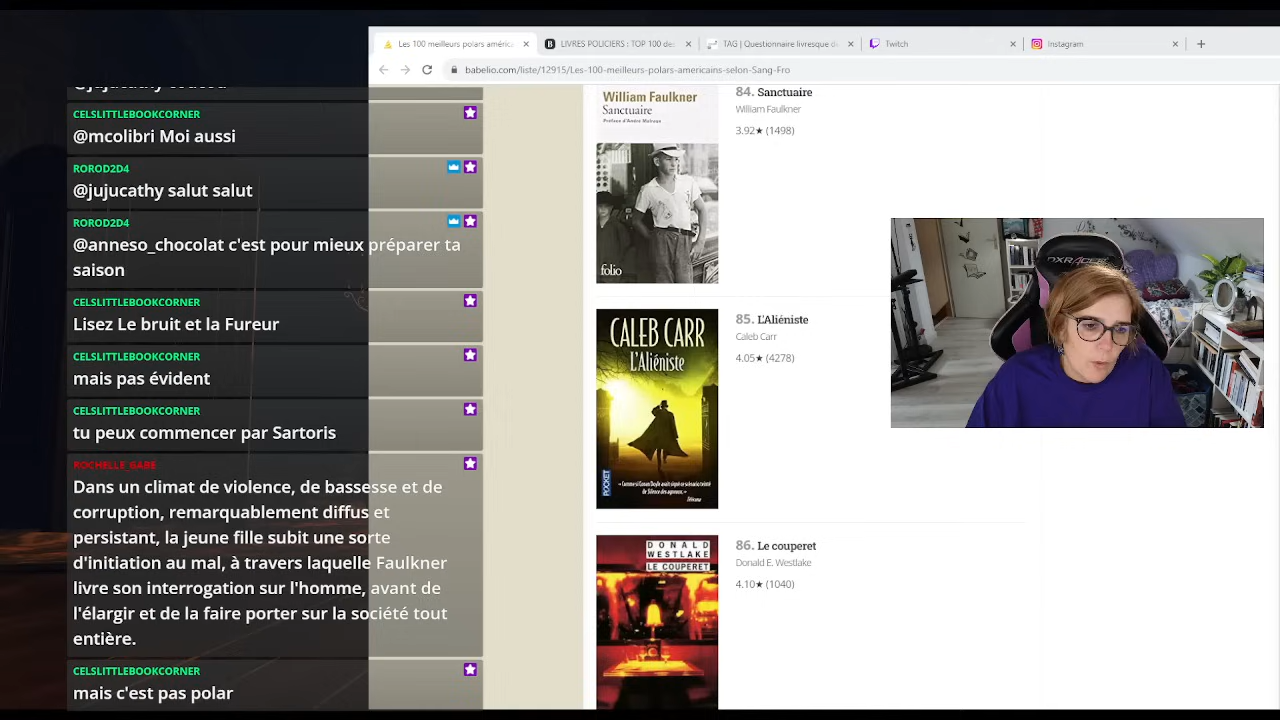 Les 100 meilleurs polars américa
LIVRES POLICIERS : TOP 100 des
TAG | Questionnaire livresque d
Twitch
Instagram
babelio.com/liste/12915/Les-100-meilleurs-polars-americains-selon-Sang-Fro
CELSLITTLEBOOKCORNER
@mcolibri Moi aussi
ROROD2D4
@jujucathy salut salut
ROROD2D4
@anneso_chocolat c'est pour mieux préparer ta
saison
CELSLITTLEBOOKCORNER
Lisez Le bruit et la Fureur
CELSLITTLEBOOKCORNER
mais pas évident
CELSLITTLEBOOKCORNER
tu peux commencer par Sartoris
ROCHELLE_GABE
Dans un climat de violence, de bassesse et de
corruption, remarquablement diffus et
persistant, la jeune fille subit une sorte
d'initiation au mal, à travers laquelle Faulkner
livre son interrogation sur l'homme, avant de
l'élargir et de la faire porter sur la société tout
entière.
CELSLITTLEBOOKCORNER
mais c'est pas polar
William Faulkner
Sanctuaire
Préface d'André Malraux
folio
84. Sanctuaire
William Faulkner
3.92★ (1498)
CALEB CARR
L'Aliéniste
POCKET
85. L'Aliéniste
Caleb Carr
4.05★ (4278)
DONALD
WESTLAKE
LE COUPERET
86. Le couperet
Donald E. Westlake
4.10★ (1040)
DXRACER